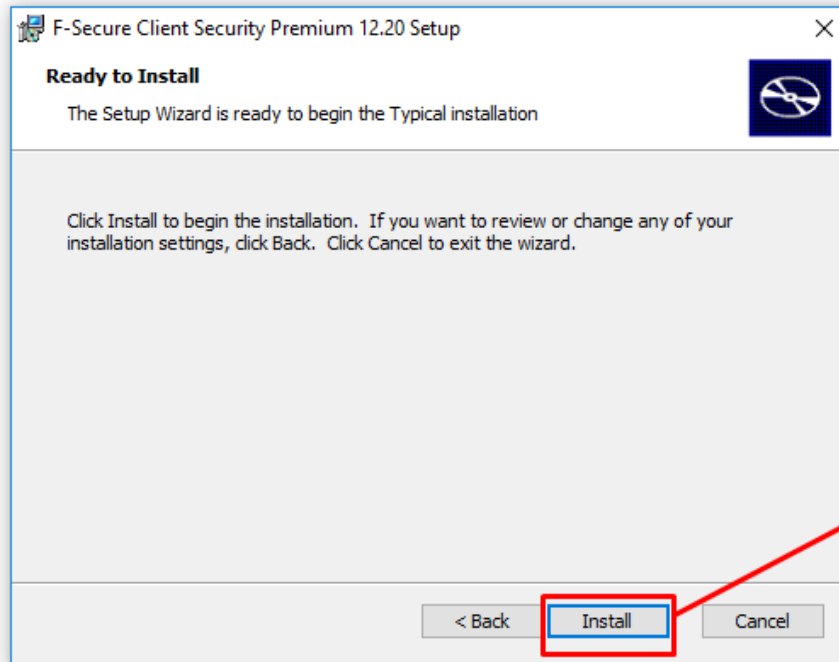 F-Secure Client Security Premium 12.20 Setup
Ready to Install
The Setup Wizard is ready to begin the Typical installation
Click Install to begin the installation. If you want to review or change any of your
installation settings, click Back. Click Cancel to exit the wizard.
< Back Install Cancel